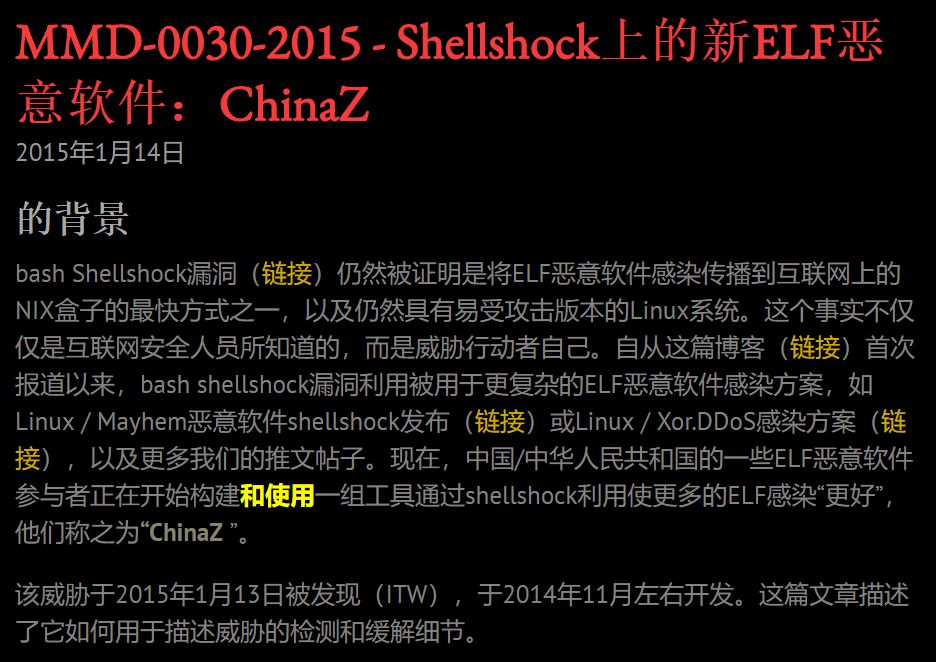 MMD-0030-2015 - Shellshock上的新ELF恶
意软件：ChinaZ
2015年1月14日
的背景
bash Shellshock漏洞（链接）仍然被证明是将ELF恶意软件感染传播到互联网上的
NIX盒子的最快方式之一，以及仍然具有易受攻击版本的Linux系统。这个事实不仅
仅是互联网安全人员所知道的，而是威胁行动者自己。自从这篇博客（链接）首次
报道以来，bash shellshock漏洞利用被用于更复杂的ELF恶意软件感染方案，如
Linux / Mayhem恶意软件shellshock发布（链接）或Linux / Xor.DDoS感染方案（链
接），以及更多我们的推文帖子。现在，中国/中华人民共和国的一些ELF恶意软件
参与者正在开始构建和使用一组工具通过shellshock利用使更多的ELF感染“更好”，
他们称之为“ChinaZ ”。
该威胁于2015年1月13日被发现（ITW），于2014年11月左右开发。这篇文章描述
了它如何用于描述威胁的检测和缓解细节。